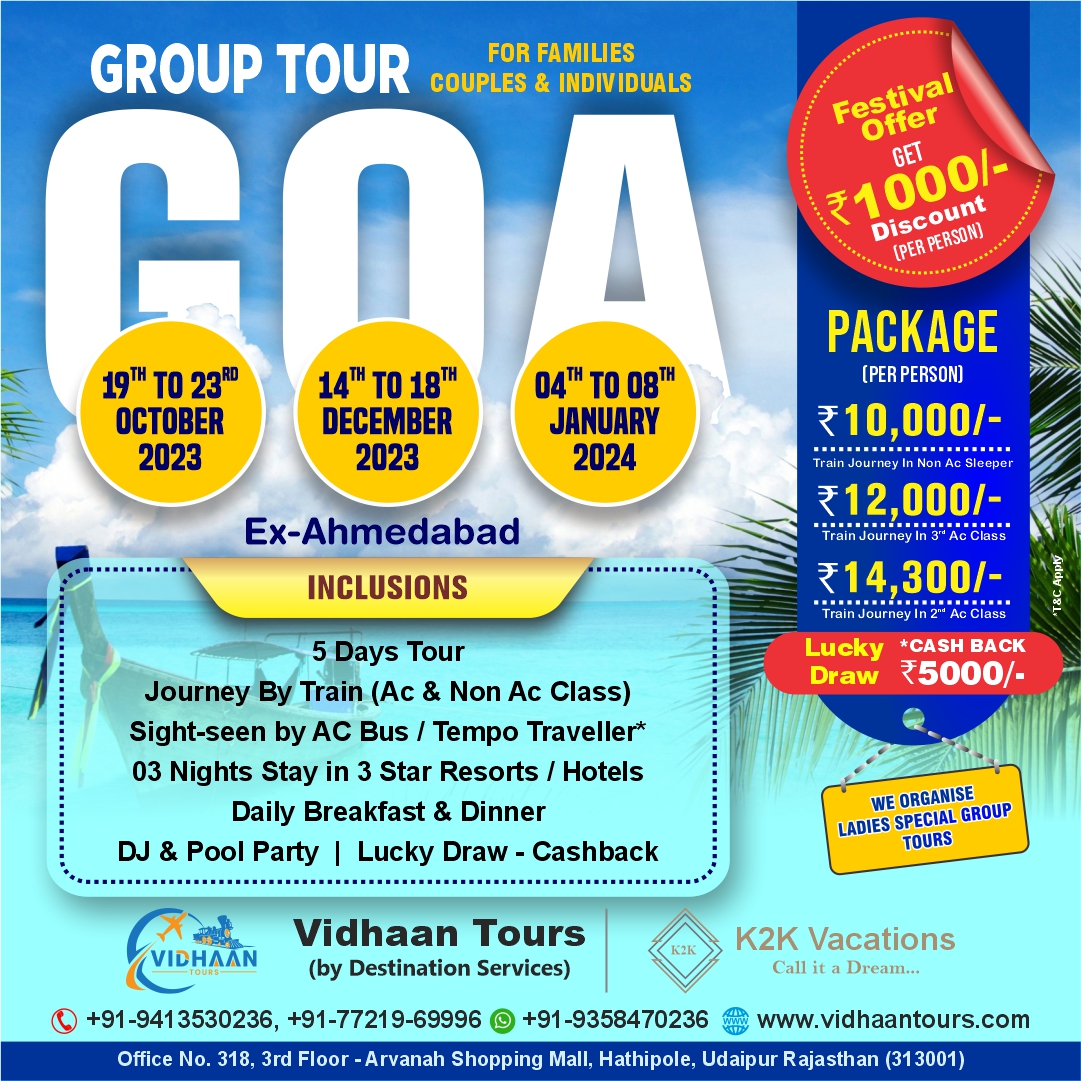 GROUP TOUR
FOR FAMILIES
COUPLES & INDIVIDUALS
GOA
Festival
Offer
GET
₹1000/-
Discount
(PER PERSON)
19TH TO 23RD
OCTOBER
2023
14TH TO 18TH
DECEMBER
2023
04TH TO 08TH
JANUARY
2024
Ex-Ahmedabad
PACKAGE
(PER PERSON)
₹10,000/-
Train Journey In Non Ac Sleeper
₹12,000/-
Train Journey In 3rd Ac Class
₹14,300/-
Train Journey In 2nd Ac Class
*T&C Apply
Lucky
Draw
*CASH BACK
₹5000/-
INCLUSIONS
5 Days Tour
Journey By Train (Ac & Non Ac Class)
Sight-seen by AC Bus / Tempo Traveller*
03 Nights Stay in 3 Star Resorts / Hotels
Daily Breakfast & Dinner
DJ & Pool Party | Lucky Draw - Cashback
WE ORGANISE
LADIES SPECIAL GROUP
TOURS
VIDHAAN
TOURS
Vidhaan Tours
(by Destination Services)
K2K
K2K Vacations
Call it a Dream...
+91-9413530236, +91-77219-69996 +91-9358470236 www.vidhaantours.com
Office No. 318, 3rd Floor - Arvanah Shopping Mall, Hathipole, Udaipur Rajasthan (313001)